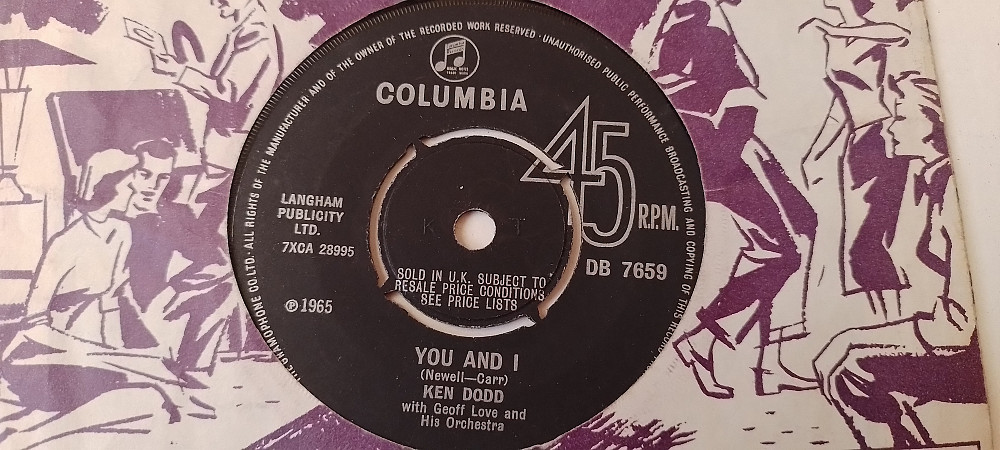 THE GRAMOPHONE CO. LTD. · ALL RIGHTS OF THE MANUFACTURER AND OF THE OWNER OF THE RECORDED WORK RESERVED · UNAUTHORISED PUBLIC PERFORMANCE BROADCASTING AND COPYING OF THIS RECORD
COLUMBIA
45
R.P.M.
LANGHAM
PUBLICITY
LTD.
7XCA 28995
DB 7659
K T
SOLD IN U.K. SUBJECT TO
RESALE PRICE CONDITIONS
SEE PRICE LISTS
℗ 1965
YOU AND I
(Newell—Carr)
KEN DODD
with Geoff Love and
His Orchestra